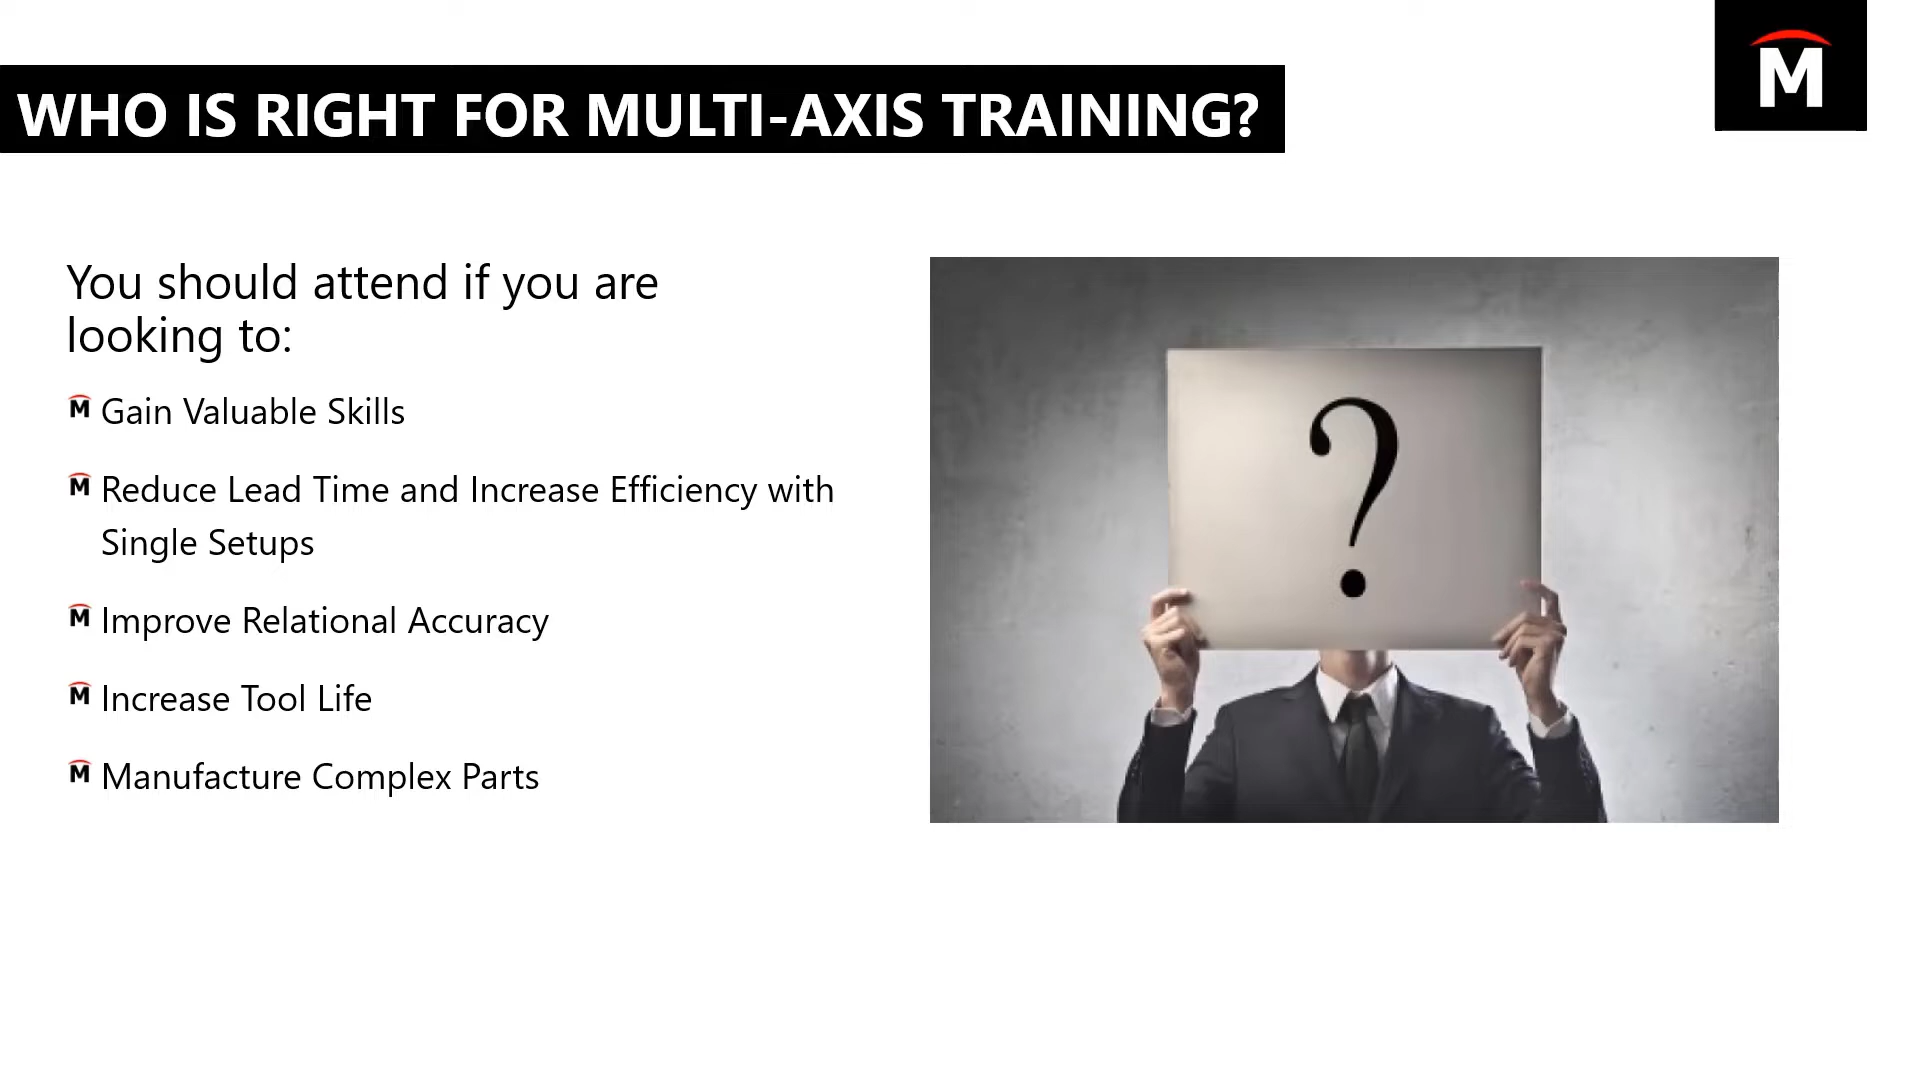 M
WHO IS RIGHT FOR MULTI-AXIS TRAINING?
You should attend if you are
looking to:
M Gain Valuable Skills
M Reduce Lead Time and Increase Efficiency with
Single Setups
M Improve Relational Accuracy
M Increase Tool Life
M Manufacture Complex Parts
?